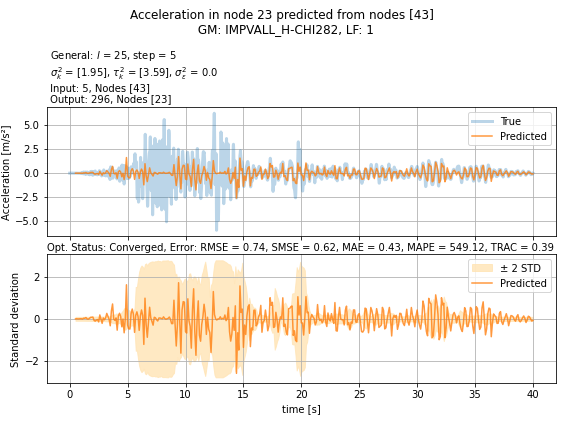 Acceleration in node 23 predicted from nodes [43]
GM: IMPVALL_H-CHI282, LF: 1
General: l = 25, step = 5
σ²ₖ = [1.95], τ²ₖ = [3.59], σ²_ε = 0.0
Input: 5, Nodes [43]
Output: 296, Nodes [23]
Acceleration [m/s²]
5.0
2.5
0.0
−2.5
−5.0
True
Predicted
Opt. Status: Converged, Error: RMSE = 0.74, SMSE = 0.62, MAE = 0.43, MAPE = 549.12, TRAC = 0.39
Standard deviation
2
0
−2
± 2 STD
Predicted
0 5 10 15 20 25 30 35 40
time [s]